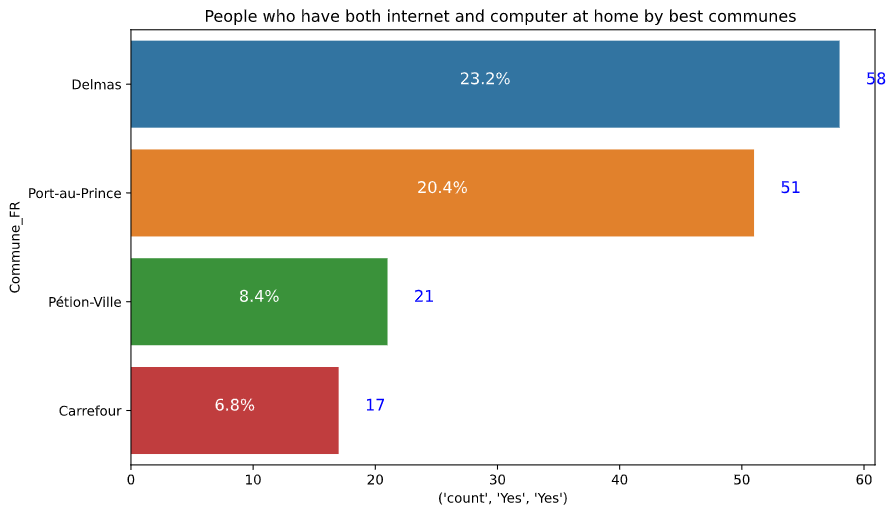 People who have both internet and computer at home by best communes
Commune_FR
Delmas
23.2%
58
Port-au-Prince
20.4%
51
Pétion-Ville
8.4%
21
Carrefour
6.8%
17
0 10 20 30 40 50 60
('count', 'Yes', 'Yes')